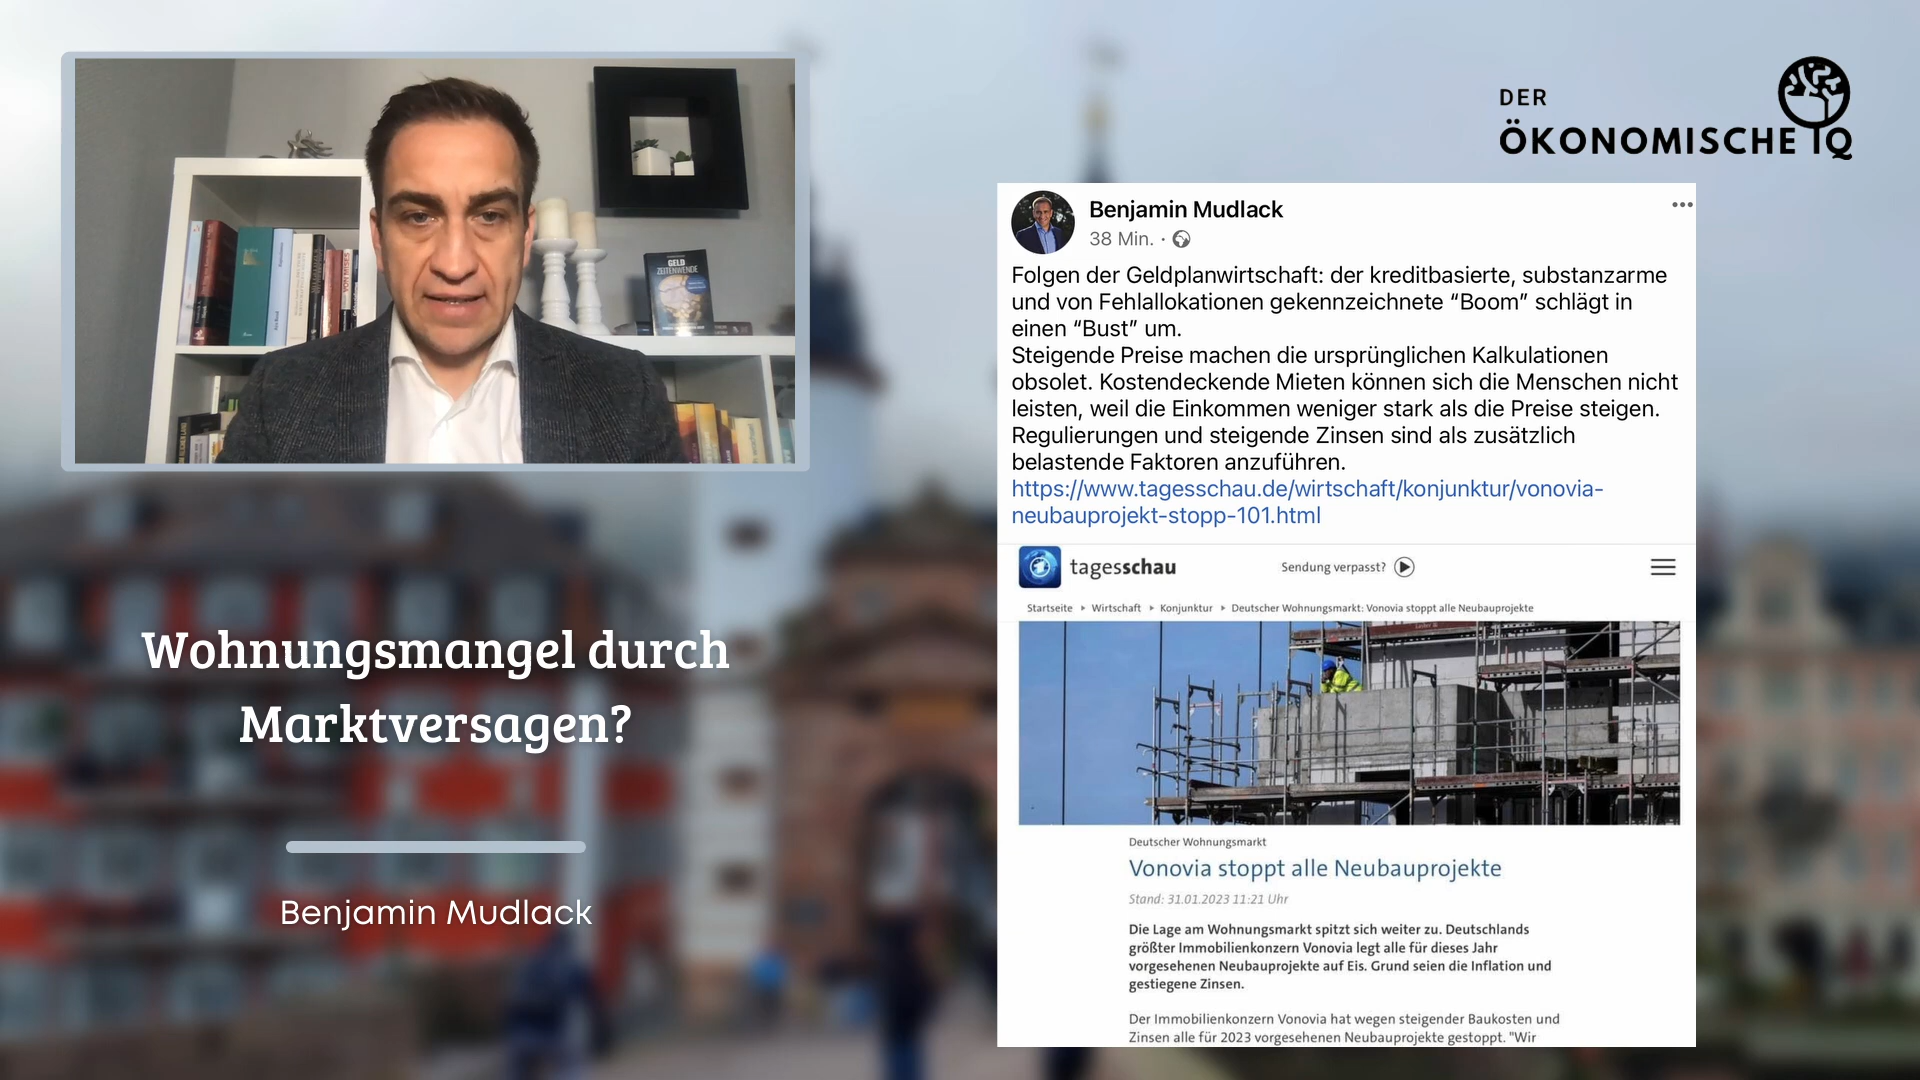 GELD
ZEITENWENDE
VON MISES
Wohnungsmangel durch
Marktversagen?
Benjamin Mudlack
DER
ÖKONOMISCHE IQ
Benjamin Mudlack
38 Min. ·
Folgen der Geldplanwirtschaft: der kreditbasierte, substanzarme
und von Fehlallokationen gekennzeichnete “Boom” schlägt in
einen “Bust” um.
Steigende Preise machen die ursprünglichen Kalkulationen
obsolet. Kostendeckende Mieten können sich die Menschen nicht
leisten, weil die Einkommen weniger stark als die Preise steigen.
Regulierungen und steigende Zinsen sind als zusätzlich
belastende Faktoren anzuführen.
https://www.tagesschau.de/wirtschaft/konjunktur/vonovia-
neubauprojekt-stopp-101.html
tagesschau
Sendung verpasst?
Startseite Wirtschaft Konjunktur Deutscher Wohnungsmarkt: Vonovia stoppt alle Neubauprojekte
Deutscher Wohnungsmarkt
Vonovia stoppt alle Neubauprojekte
Stand: 31.01.2023 11:21 Uhr
Die Lage am Wohnungsmarkt spitzt sich weiter zu. Deutschlands
größter Immobilienkonzern Vonovia legt alle für dieses Jahr
vorgesehenen Neubauprojekte auf Eis. Grund seien die Inflation und
gestiegene Zinsen.
Der Immobilienkonzern Vonovia hat wegen steigender Baukosten und
Zinsen alle für 2023 vorgesehenen Neubauprojekte gestoppt. "Wir